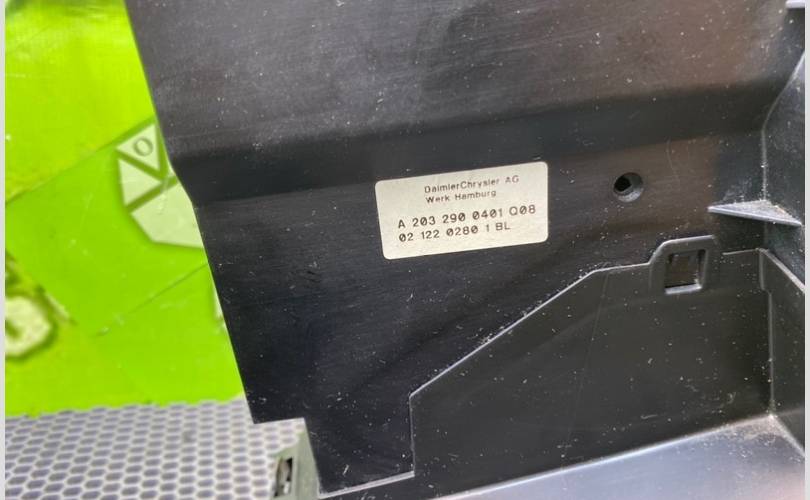 DaimlerChrysler AG
Werk Hamburg
A 203 290 0401 Q08
02 122 0280 1 BL